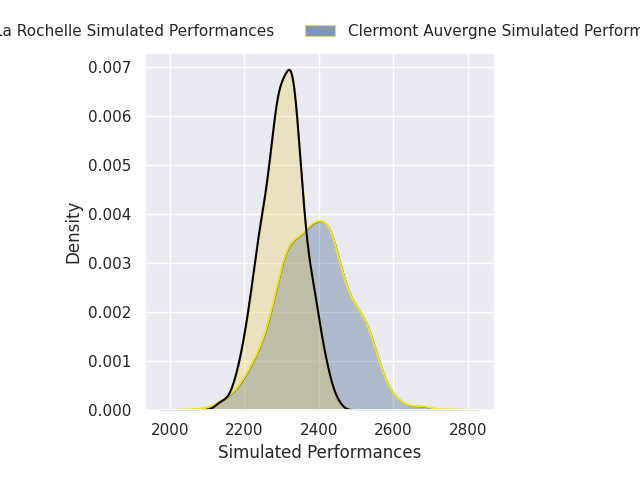 La Rochelle Simulated Performances
Clermont Auvergne Simulated Perform
0.007
0.006
0.005
0.004
0.003
0.002
0.001
0.000
Density
2000 2200 2400 2600 2800
Simulated Performances